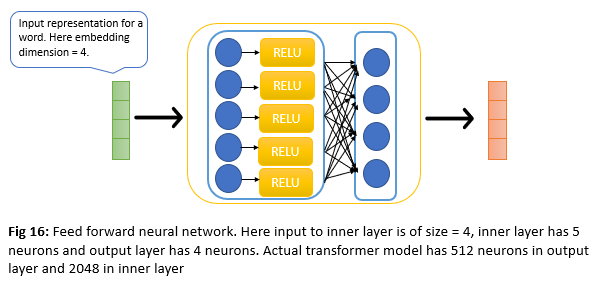 Input representation for a
word. Here embedding
dimension = 4.
RELU
RELU
RELU
RELU
RELU
Fig 16: Feed forward neural network. Here input to inner layer is of size = 4, inner layer has 5
neurons and output layer has 4 neurons. Actual transformer model has 512 neurons in output
layer and 2048 in inner layer